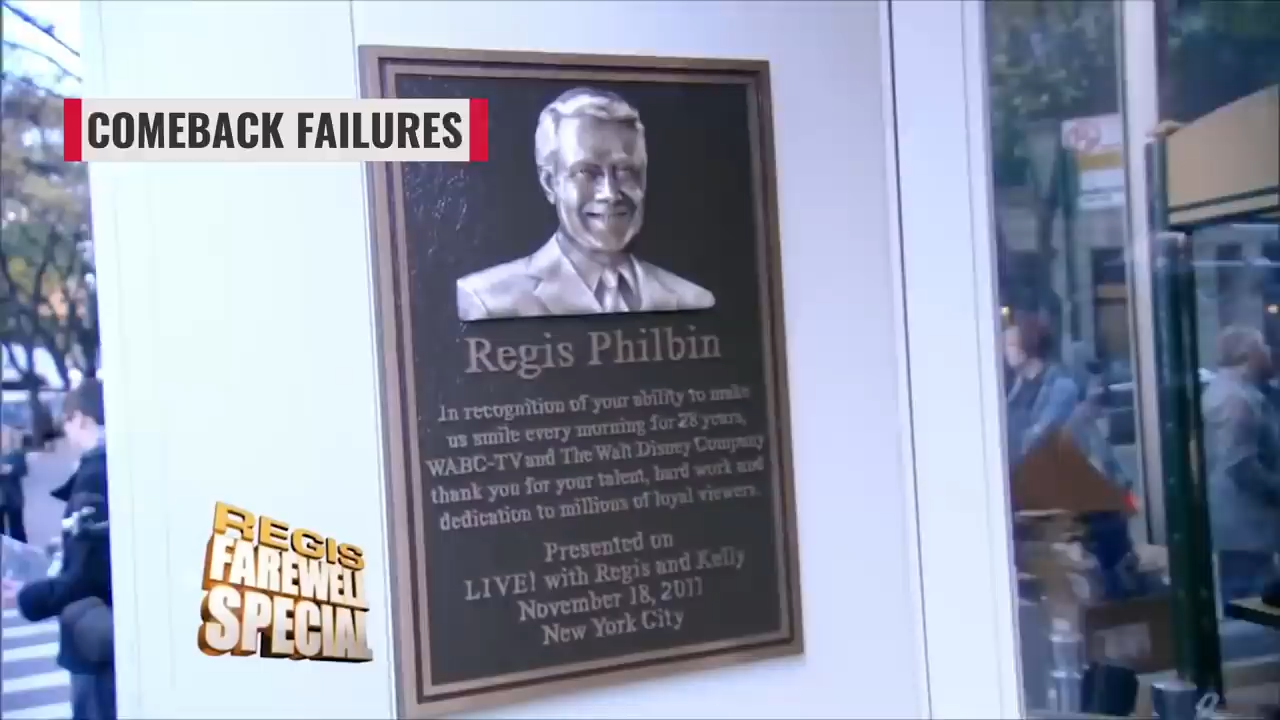 COMEBACK FAILURES
Regis Philbin
In recognition of your ability to make
us smile every morning for 28 years,
WABC-TV and The Walt Disney Company
thank you for your talent, hard work and
dedication to millions of loyal viewers.
Presented on
LIVE! with Regis and Kelly
November 18, 2011
New York City
REGIS
FAREWELL
SPECIAL